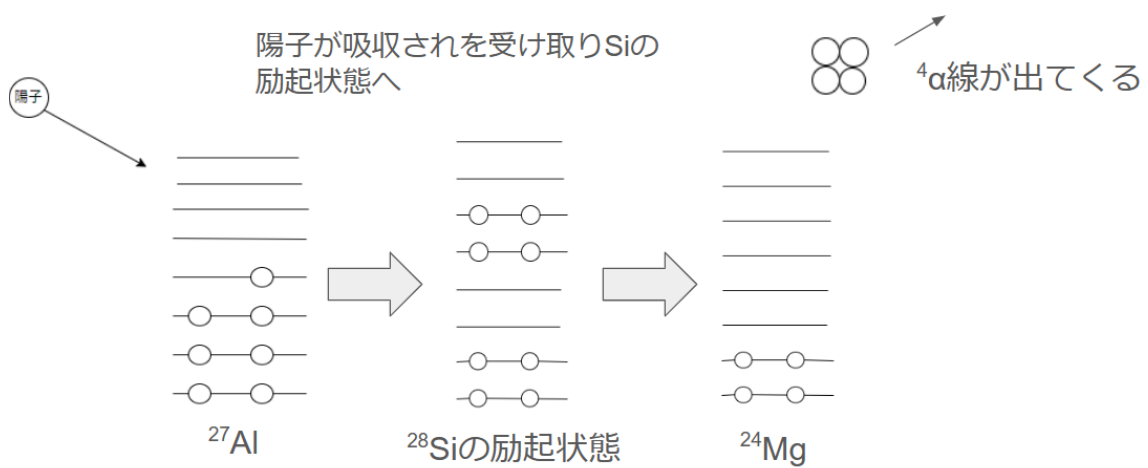 陽子が吸収されを受け取りSiの
励起状態へ
⁴α線が出てくる
陽子
²⁷Al
²⁸Siの励起状態
²⁴Mg